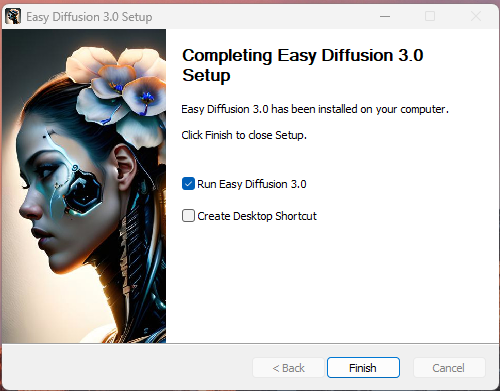 Easy Diffusion 3.0 Setup
Completing Easy Diffusion 3.0
Setup
Easy Diffusion 3.0 has been installed on your computer.
Click Finish to close Setup.
Run Easy Diffusion 3.0
Create Desktop Shortcut
< Back
Finish
Cancel